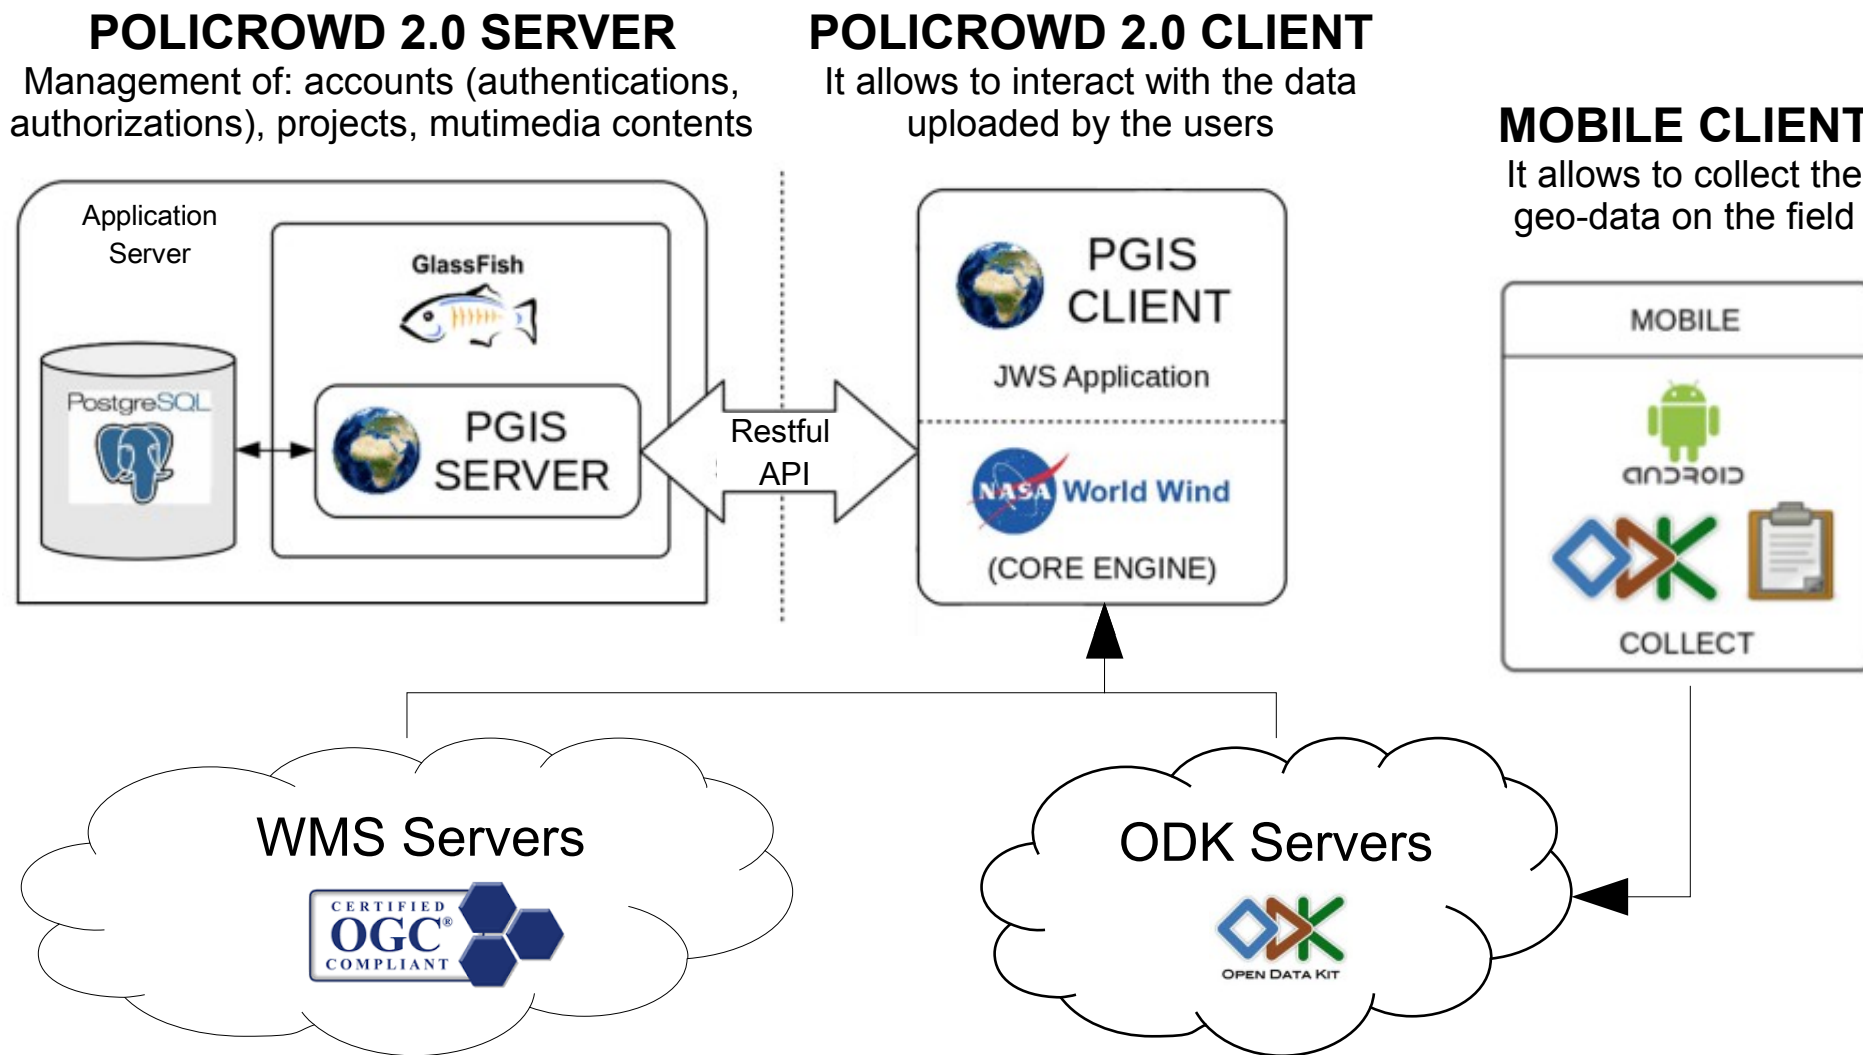 POLICROWD 2.0 SERVER
Management of: accounts (authentications,
authorizations), projects, mutimedia contents
POLICROWD 2.0 CLIENT
It allows to interact with the data
uploaded by the users
MOBILE CLIENT
It allows to collect the
geo-data on the field
Application
Server
GlassFish
PostgreSQL
PGIS
SERVER
Restful
API
PGIS
CLIENT
JWS Application
NASA World Wind
(CORE ENGINE)
MOBILE
ANDROID
ODK
COLLECT
WMS Servers
CERTIFIED
OGC®
COMPLIANT
ODK Servers
ODK
OPEN DATA KIT